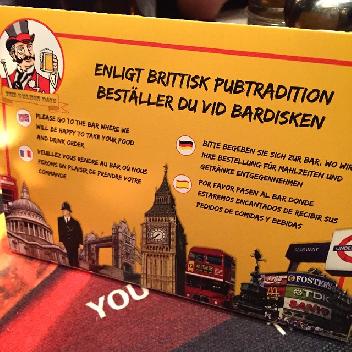 ENLIGT BRITTISK PUBTRADITION
BESTÄLLER DU VID BARDISKEN
PLEASE GO TO THE BAR WHERE WE
WILL BE HAPPY TO TAKE YOUR FOOD
AND DRINK ORDER.
VEUILLEZ VOUS RENDRE AU BAR OÙ NOUS
FERONS UN PLAISIR DE PRENDRE VOTRE
COMMANDE
BITTE BEGEBEN SIE SICH ZUR BAR, WO WIR
IHRE BESTELLUNG FÜR MAHLZEITEN UND
GETRÄNKE ENTGEGENNEHMEN
POR FAVOR PASEN AL BAR DONDE
ESTAREMOS ENCANTADOS DE RECIBIR SUS
PEDIDOS DE COMIDAS Y BEBIDAS
FOSTER
TDK
YOU